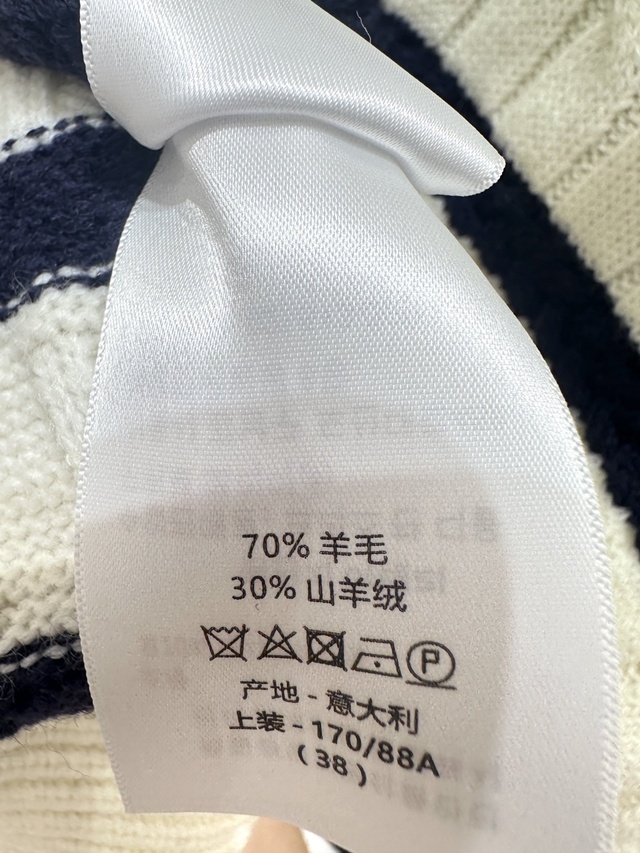 70% 羊毛
30% 山羊绒
P
产地 - 意大利
上装 - 170/88A
(38)